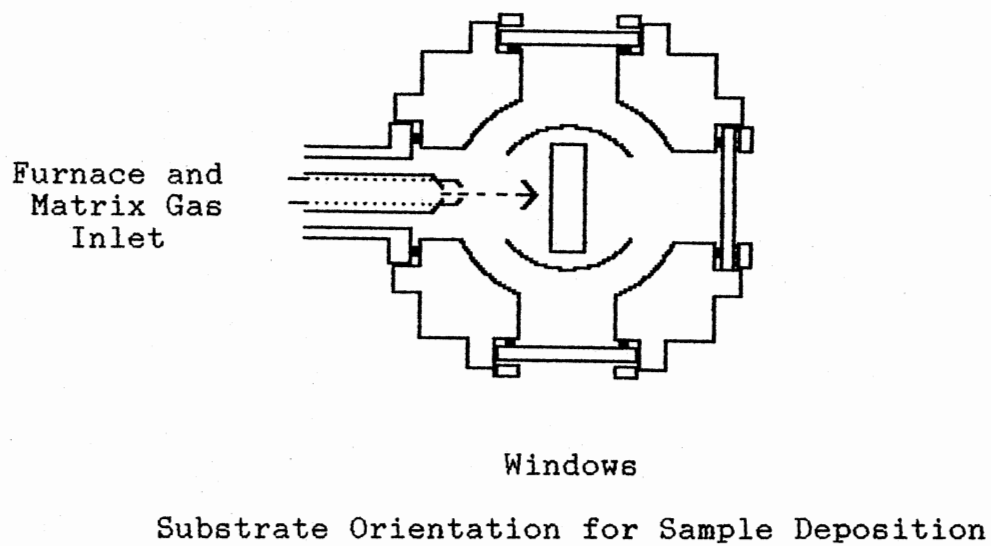 Furnace and
Matrix Gas
Inlet
Windows
Substrate Orientation for Sample Deposition